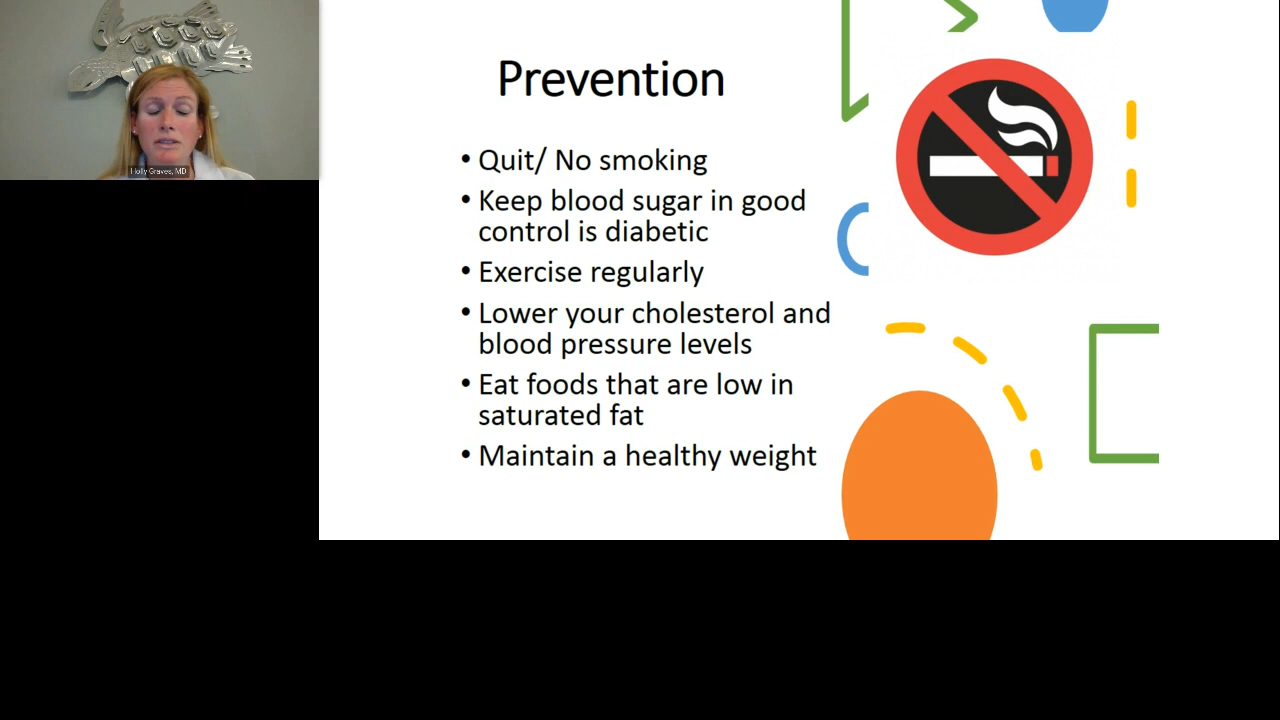 Prevention
• Quit/ No smoking
• Keep blood sugar in good
control is diabetic
• Exercise regularly
• Lower your cholesterol and
blood pressure levels
• Eat foods that are low in
saturated fat
• Maintain a healthy weight
Holly Graves, MD